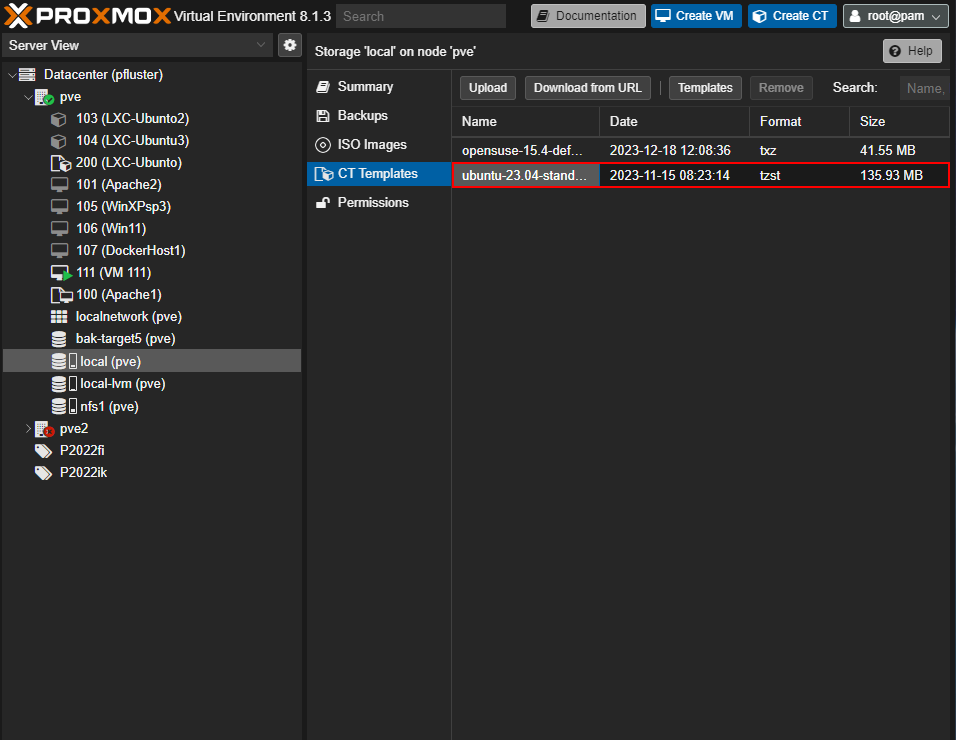 PROXMOX Virtual Environment 8.1.3 Search Documentation Create VM Create CT root@pam
Server View
Storage 'local' on node 'pve' Help
Datacenter (pfluster)
pve
103 (LXC-Ubunto2)
104 (LXC-Ubunto3)
200 (LXC-Ubunto)
101 (Apache2)
105 (WinXPsp3)
106 (Win11)
107 (DockerHost1)
111 (VM 111)
100 (Apache1)
localnetwork (pve)
bak-target5 (pve)
local (pve)
local-lvm (pve)
nfs1 (pve)
pve2
P2022fi
P2022ik
Summary
Backups
ISO Images
CT Templates
Permissions
Upload Download from URL Templates Remove Search: Name,
Name Date Format Size
opensuse-15.4-def... 2023-12-18 12:08:36 txz 41.55 MB
ubuntu-23.04-stand... 2023-11-15 08:23:14 tzst 135.93 MB